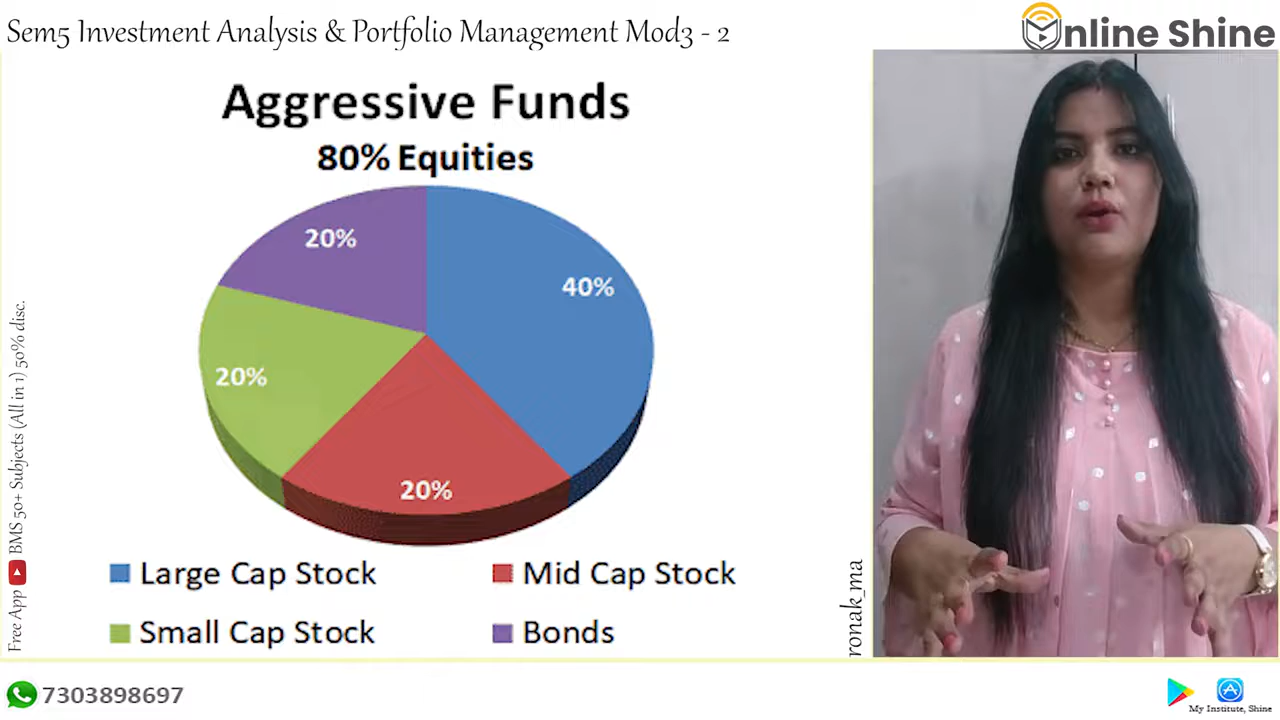 Sem5 Investment Analysis & Portfolio Management Mod3 - 2
Online Shine
Aggressive Funds
80% Equities
20%
40%
20%
20%
Large Cap Stock
Mid Cap Stock
Small Cap Stock
Bonds
Free App BMS 50+ Subjects (All in 1) 50% disc.
ronak_ma
7303898697
My Institute, Shine